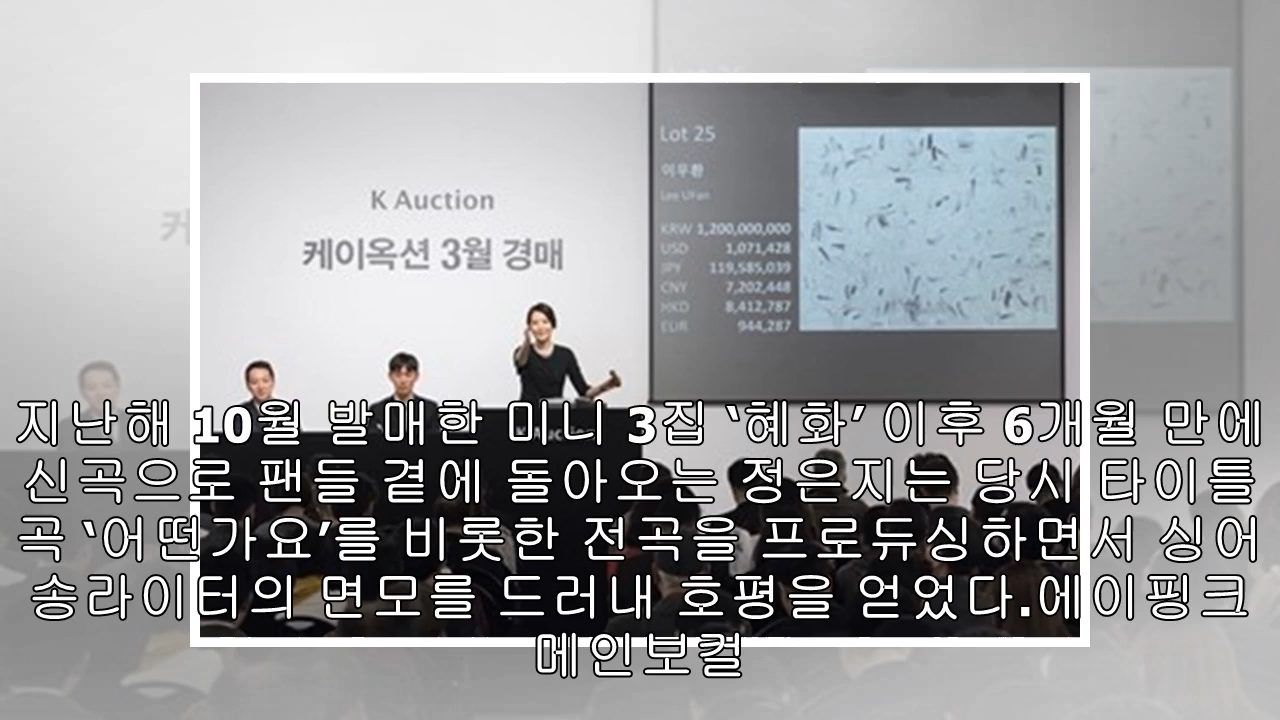 K Auction
케이옥션 3월 경매
Lot 25
이우환
Lee UFan
KRW 1,200,000,000
USD 1,071,428
JPY 119,585,039
CNY 7,202,448
HKD 8,412,787
EUR 944,287
K Auction
지난해 10월 발매한 미니 3집 ‘혜화’ 이후 6개월 만에
신곡으로 팬들 곁에 돌아오는 정은지는 당시 타이틀
곡 ‘어떤가요’를 비롯한 전곡을 프로듀싱하면서 싱어
송라이터의 면모를 드러내 호평을 얻었다.에이핑크
메인보컬